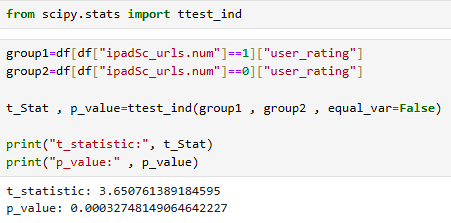 from scipy.stats import ttest_ind
group1=df[df["ipadSc_urls.num"]==1]["user_rating"]
group2=df[df["ipadSc_urls.num"]==0]["user_rating"]
t_Stat , p_value=ttest_ind(group1 , group2 , equal_var=False)
print("t_statistic:", t_Stat)
print("p_value:" , p_value)
t_statistic: 3.650761389184595
p_value: 0.00032748149064642227